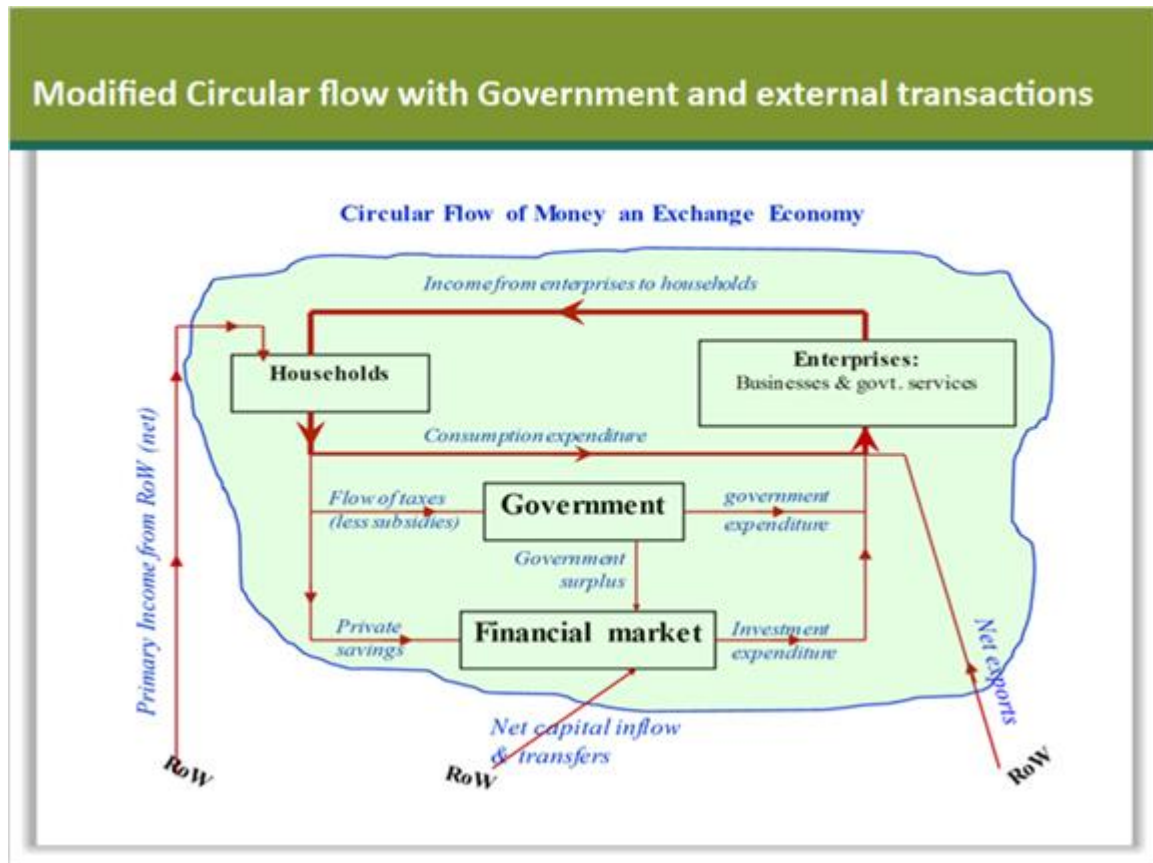 Modified Circular flow with Government and external transactions
Circular Flow of Money an Exchange Economy
Income from enterprises to households
Households
Enterprises:
Businesses & govt. services
Primary Income from RoW (net)
Consumption expenditure
Flow of taxes
(less subsidies)
Government
government
expenditure
Government
surplus
Private
savings
Financial market
Investment
expenditure
Net exports
Net capital inflow
& transfers
RoW
RoW
RoW